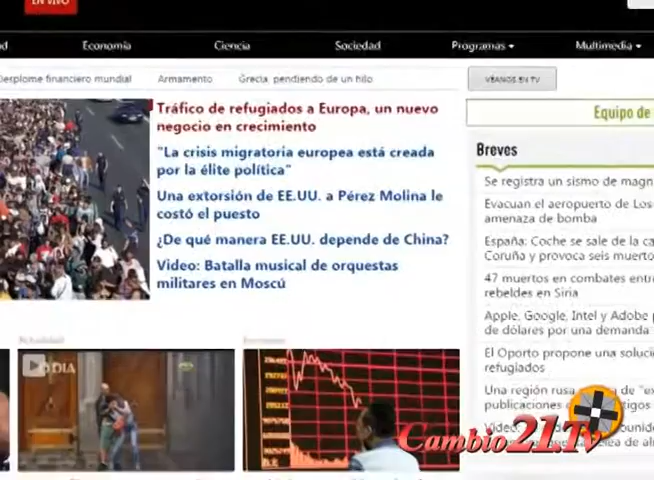 EN VIVO
Economía
Ciencia
Sociedad
Programas
Multimedia
financiero mundial
Armamento
Grecia, pendiendo de un hilo
VÉANOS EN TV
Tráfico de refugiados a Europa, un nuevo
negocio en crecimiento
"La crisis migratoria europea está creada
por la élite política"
Una extorsión de EE.UU. a Pérez Molina le
costó el puesto
¿De qué manera EE.UU. depende de China?
Video: Batalla musical de orquestas
militares en Moscú
Equipo de
Breves
Se registra un sismo de
Evacuan el aeropuerto de Los
amenaza de bomba
España: Coche se sale de la
Coruña y provoca seis
47 muertos en combates
rebeldes en Siria
Apple, Google, Intel y Adobe
de dólares por una demanda
El Oporto propone una
refugiados
Una región rusa de
publicaciones
Actualidad
Cambio21.Tv